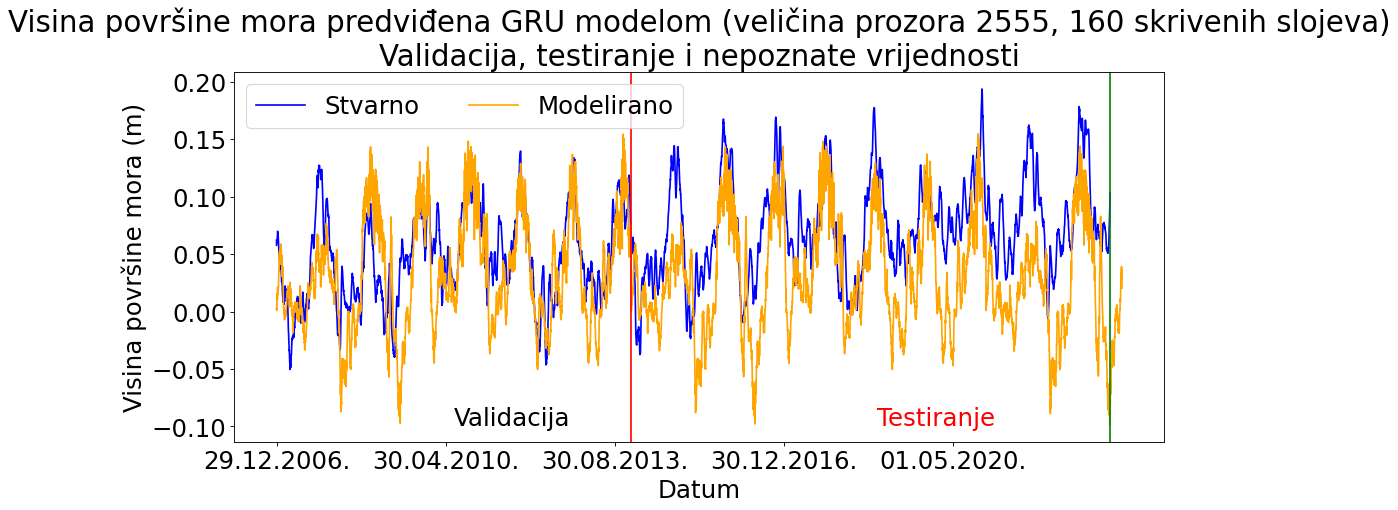 Visina površine mora predviđena GRU modelom (veličina prozora 2555, 160 skrivenih slojeva)
Validacija, testiranje i nepoznate vrijednosti
Stvarno
Modelirano
Visina površine mora (m)
0.20
0.15
0.10
0.05
0.00
−0.05
−0.10
Validacija
Testiranje
29.12.2006.
30.04.2010.
30.08.2013.
30.12.2016.
01.05.2020.
Datum